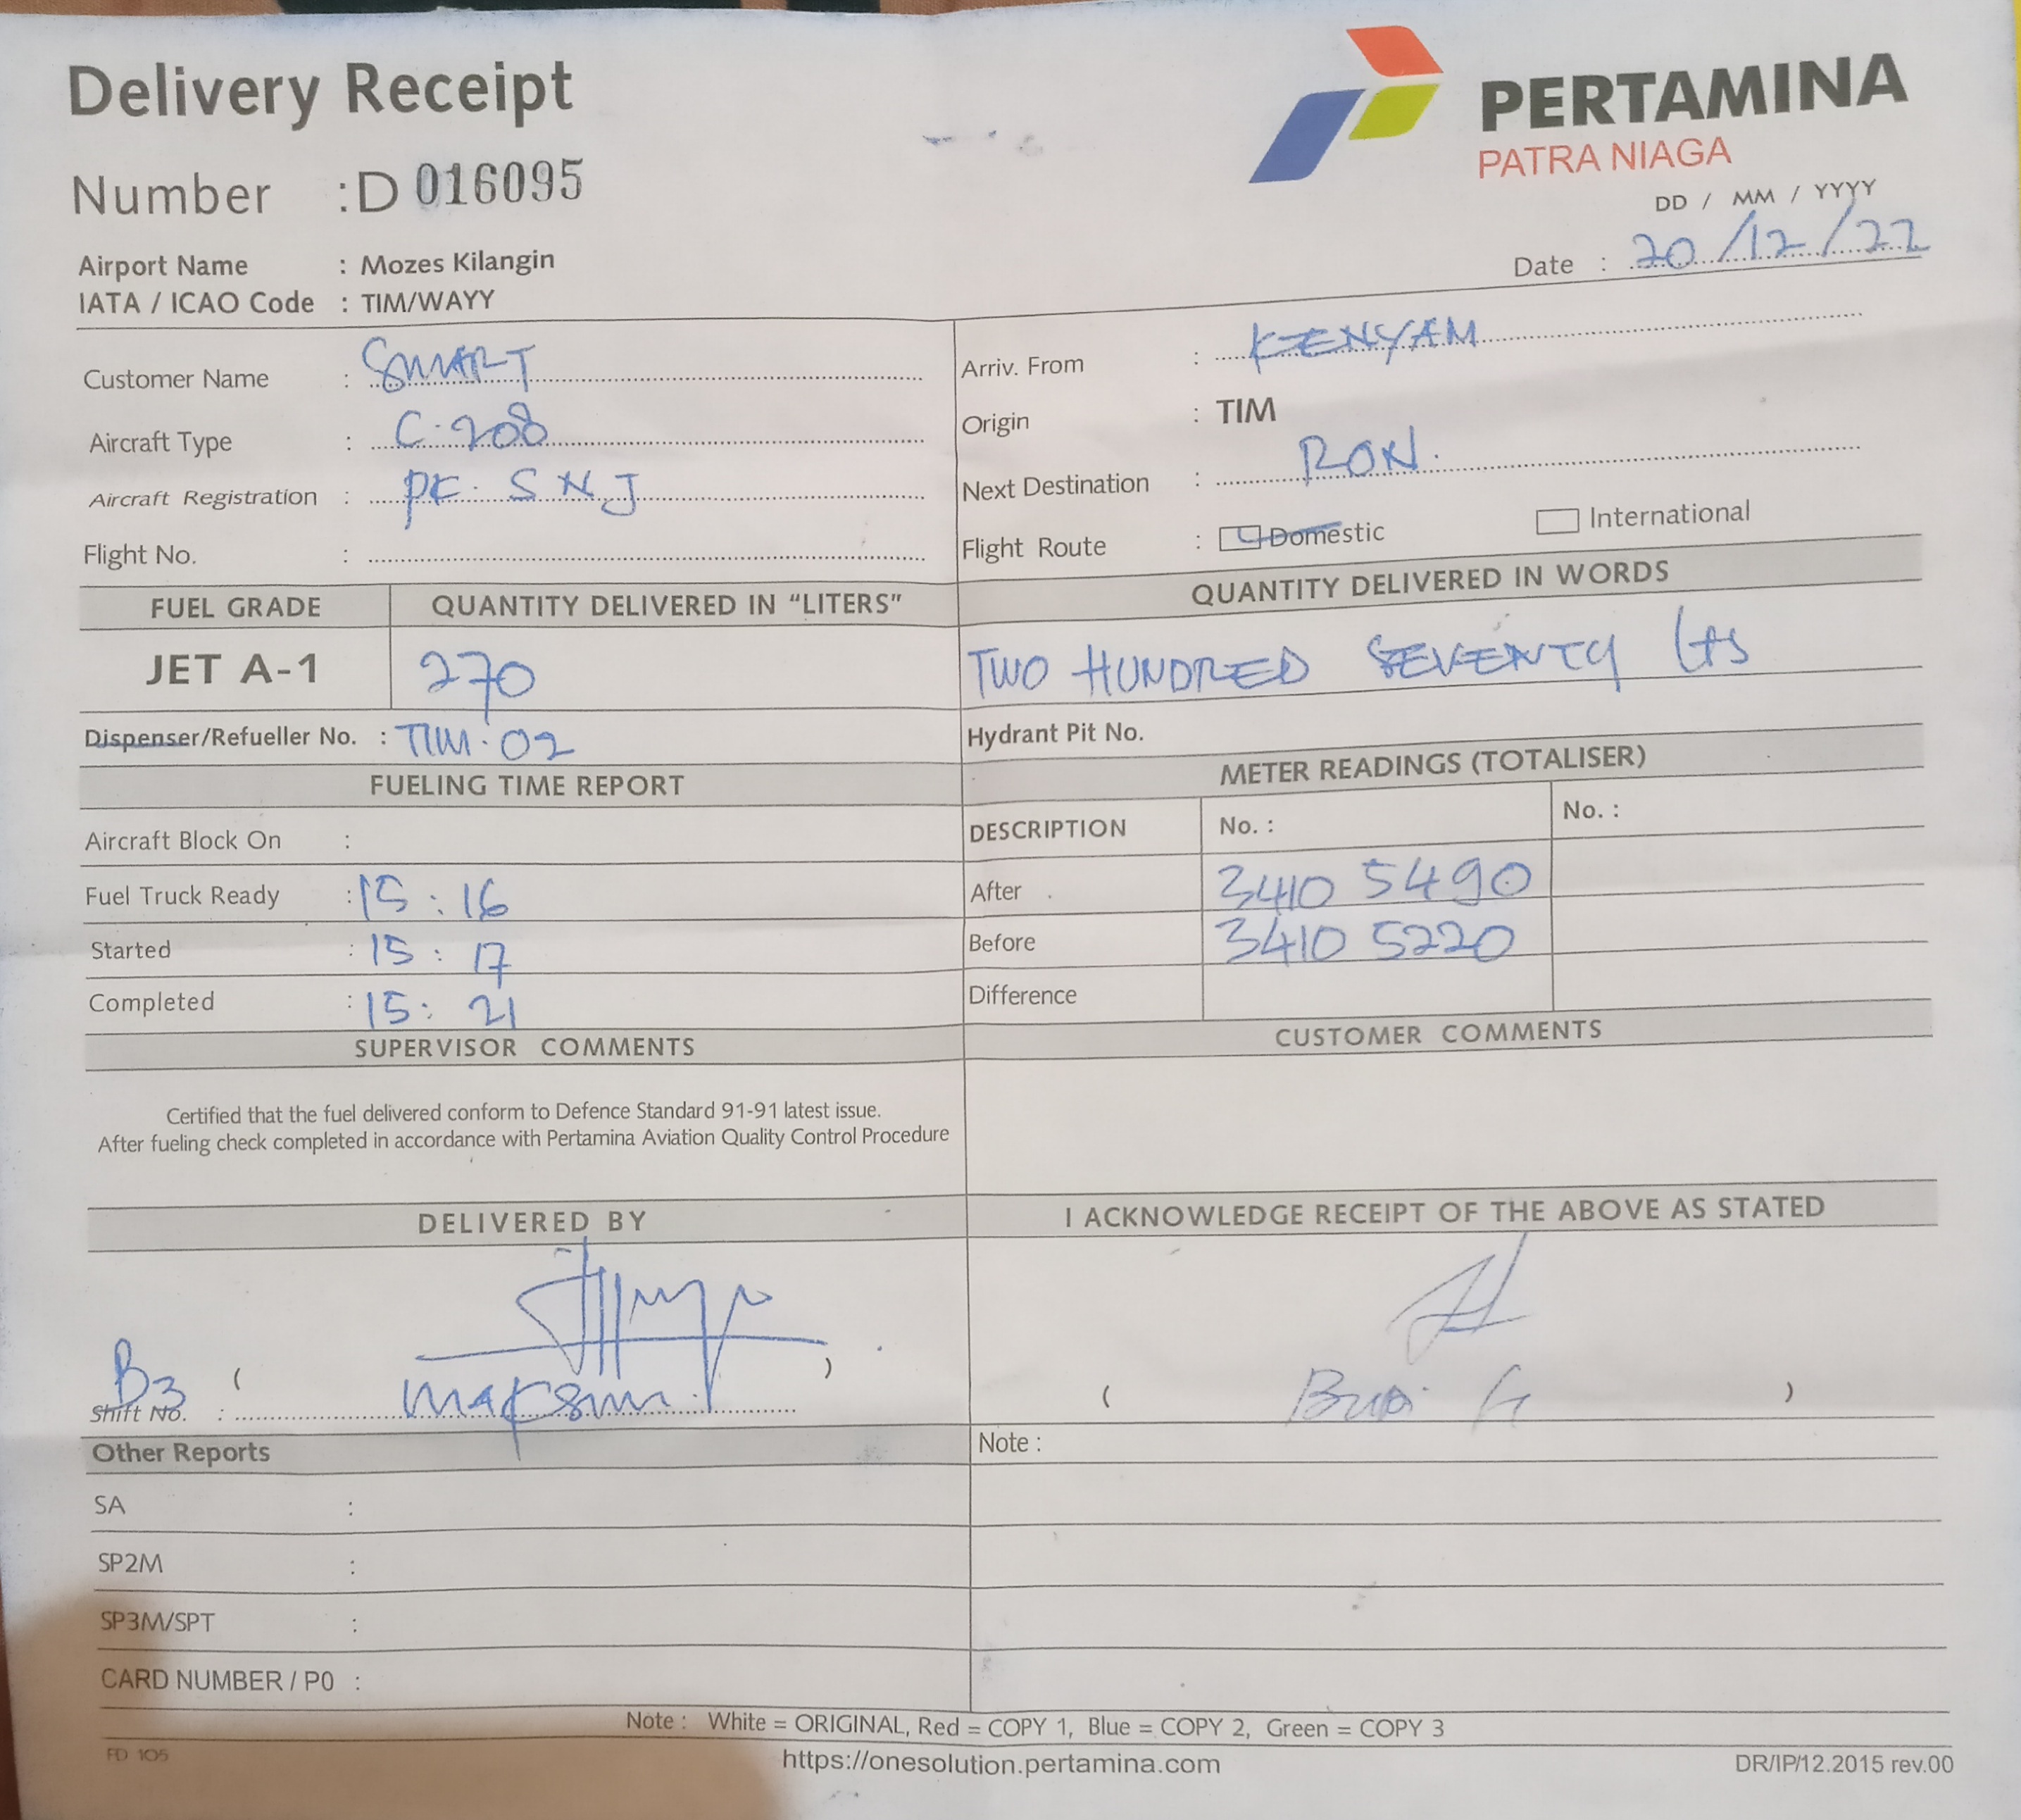 Delivery Receipt
PERTAMINA
PATRA NIAGA
Number : D 016095
DD / MM / YYYY
Date : 20/12/22
Airport Name : Mozes Kilangin
IATA / ICAO Code : TIM/WAYY
Customer Name : SMART
Arriv. From : KENYAM
Aircraft Type : C.208
Origin : TIM
Aircraft Registration : PK. SNJ
Next Destination : RON.
Flight No. :
Flight Route : Domestic International
FUEL GRADE QUANTITY DELIVERED IN “LITERS” QUANTITY DELIVERED IN WORDS
JET A-1 270 TWO HUNDRED SEVENTY Lts
Dispenser/Refueller No. : TIM.02 Hydrant Pit No.
FUELING TIME REPORT METER READINGS (TOTALISER)
Aircraft Block On : DESCRIPTION No. : No. :
Fuel Truck Ready : 15 : 16 After 3410 5490
Started : 15 : 17 Before 3410 5220
Completed : 15 : 21 Difference
SUPERVISOR COMMENTS CUSTOMER COMMENTS
Certified that the fuel delivered conform to Defence Standard 91-91 latest issue.
After fueling check completed in accordance with Pertamina Aviation Quality Control Procedure
DELIVERED BY I ACKNOWLEDGE RECEIPT OF THE ABOVE AS STATED
B3 ( ) ( )
Shift No. :
Other Reports Note :
SA :
SP2M :
SP3M/SPT :
CARD NUMBER / P0 :
Note : White = ORIGINAL, Red = COPY 1, Blue = COPY 2, Green = COPY 3
FD 105 https://onesolution.pertamina.com DR/IP/12.2015 rev.00